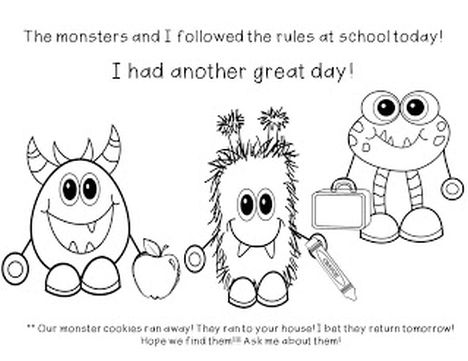 The monsters and I followed the rules at school today!
I had another great day!
** Our monster cookies ran away! They ran to your house! I bet they return tomorrow!
Hope we find them!!! Ask me about them!